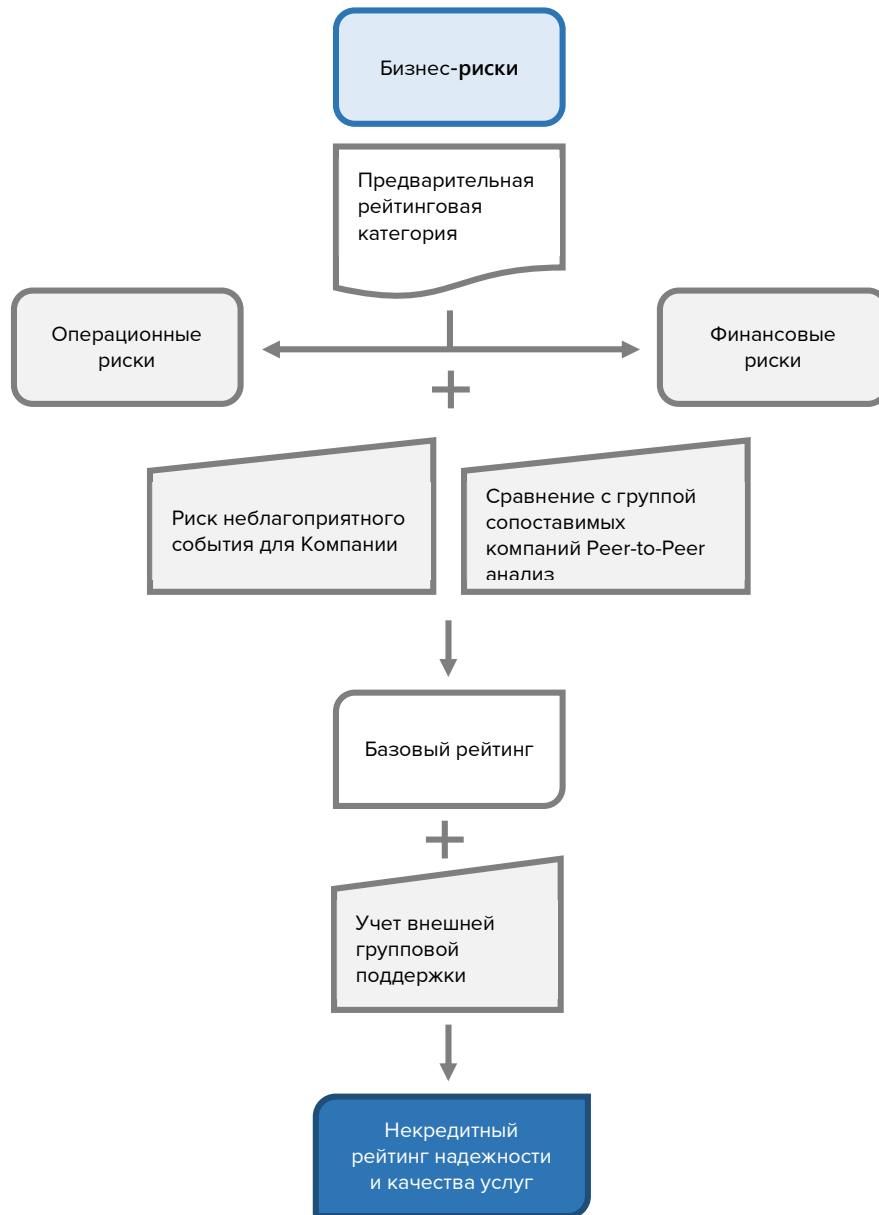 Бизнес-риски
Предварительная
рейтинговая
категория
Операционные
риски
Финансовые
риски
Риск неблагоприятного
события для Компании
Сравнение с группой
сопоставимых
компаний Peer-to-Peer
анализ
Базовый рейтинг
Учет внешней
групповой
поддержки
Некредитный
рейтинг надежности
и качества услуг